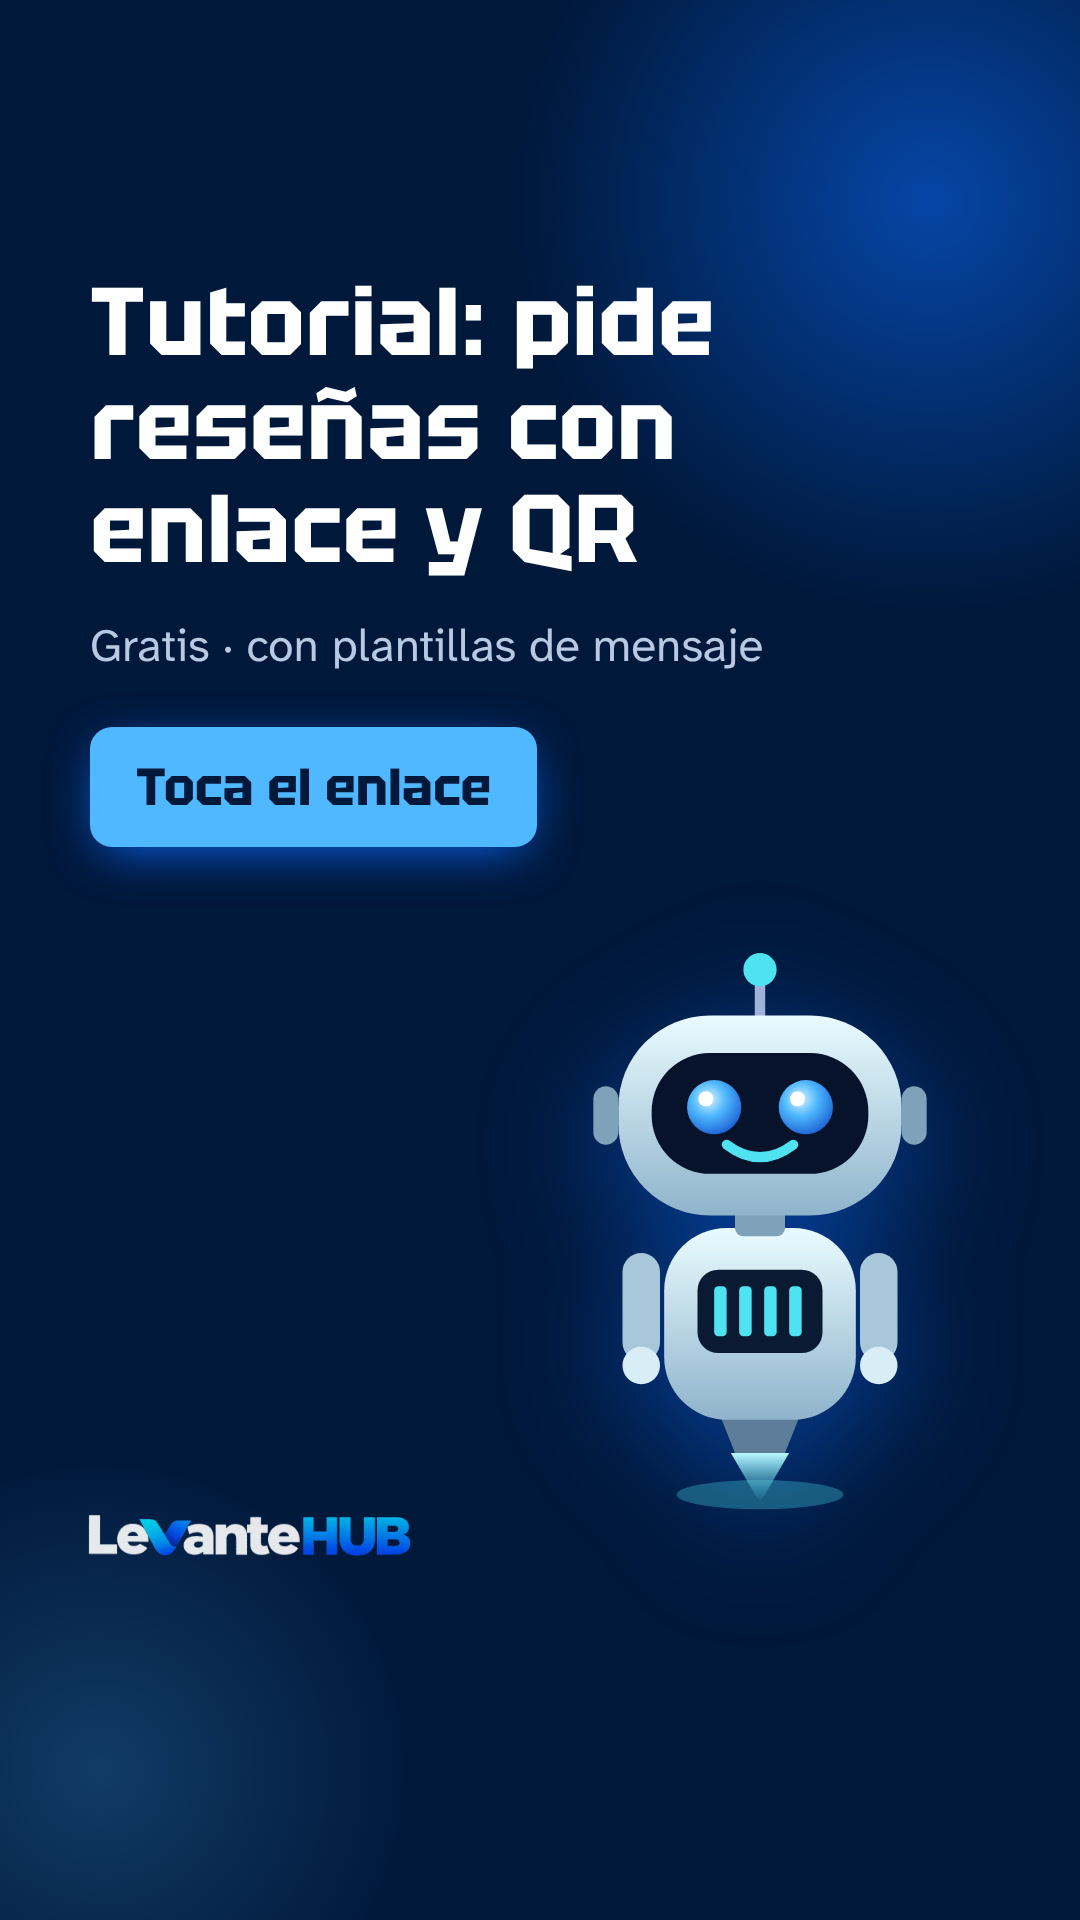 Tutorial: pide
reseñas con
enlace y QR
Gratis · con plantillas de mensaje
Toca el enlace
LevanteHUB